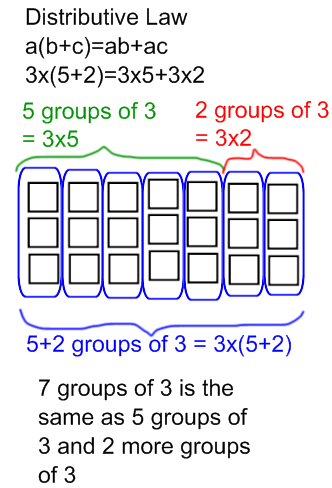 Distributive Law
a(b+c)=ab+ac
3x(5+2)=3x5+3x2
5 groups of 3
= 3x5
2 groups of 3
= 3x2
5+2 groups of 3 = 3x(5+2)
7 groups of 3 is the
same as 5 groups of
3 and 2 more groups
of 3